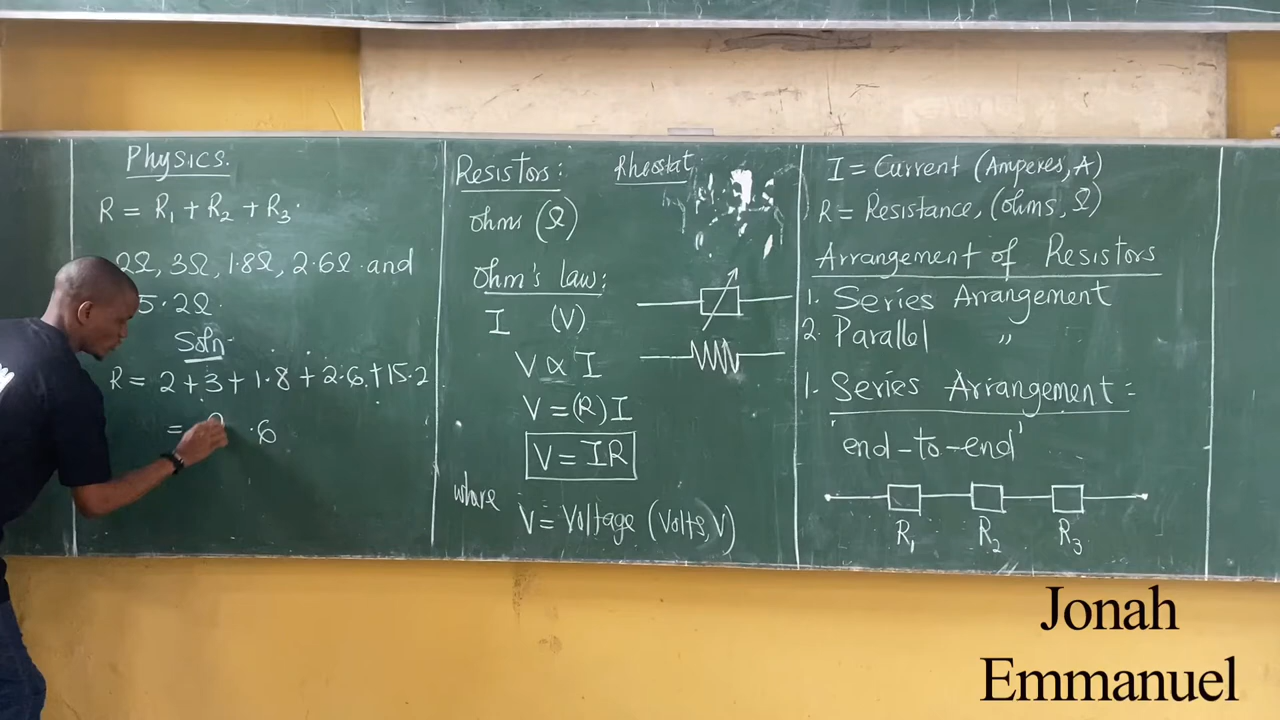 Physics.
R = R₁ + R₂ + R₃.
2Ω, 3Ω, 1.8Ω, 2.6Ω and
5.2Ω.
Soln.
R = 2 + 3 + 1.8 + 2.6 + 15.2
= .6
Resistors:
Rheostat
ohms (Ω)
Ohm's law:
I (V)
V ∝ I
V = (R) I
V = IR
where
V = Voltage (Volts, V)
I = Current (Amperes, A)
R = Resistance, (ohms, Ω)
Arrangement of Resistors
1. Series Arrangement
2. Parallel "
1. Series Arrangement:
'end-to-end'
R₁ R₂ R₃
Jonah
Emmanuel